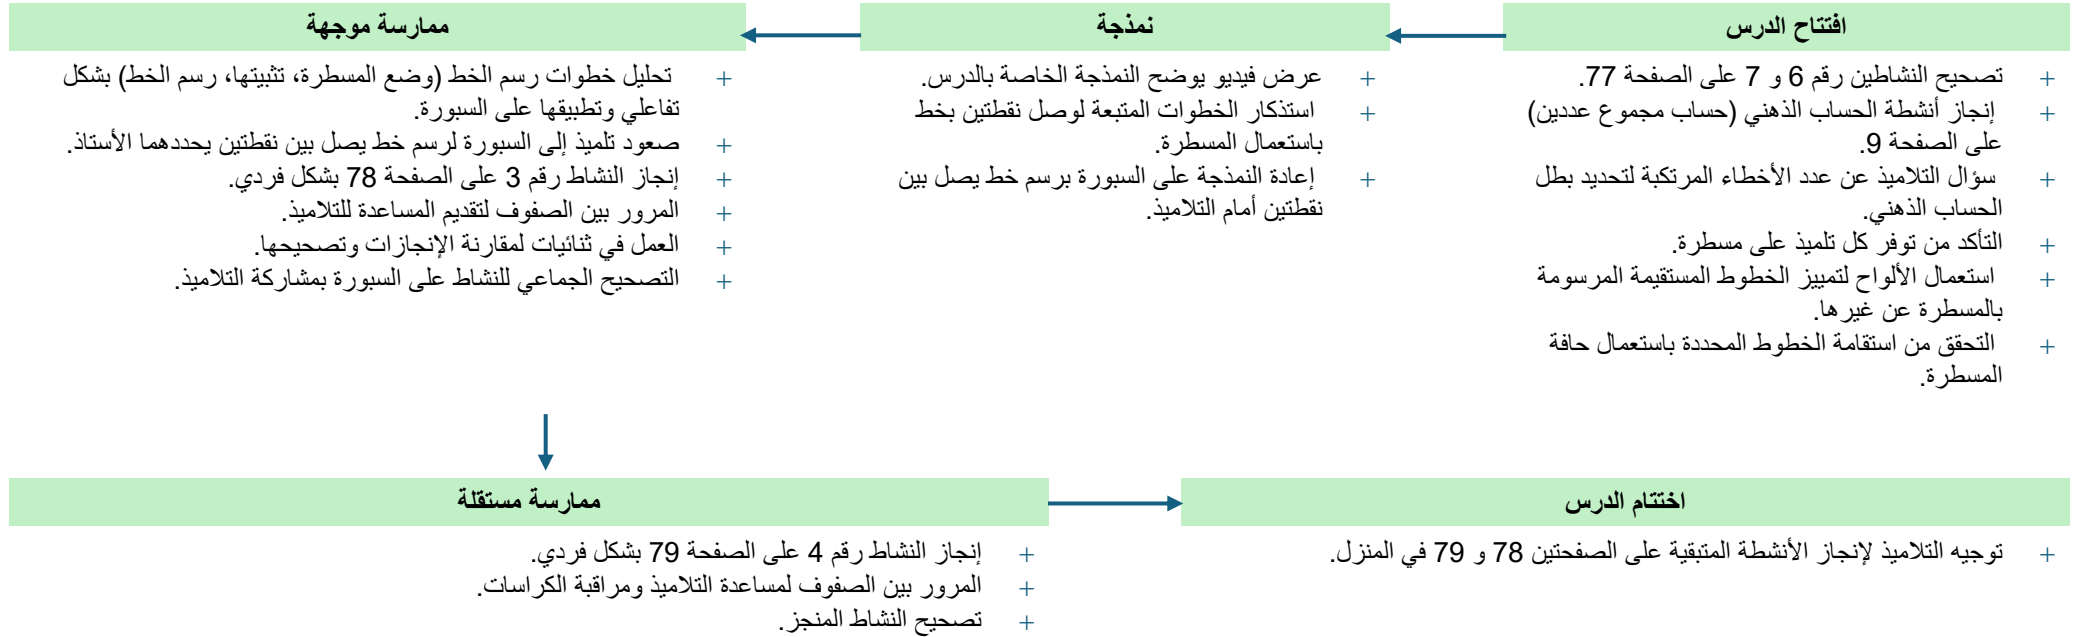 افتتاح الدرس
+ تصحيح النشاطين رقم 6 و 7 على الصفحة 77.
+ إنجاز أنشطة الحساب الذهني (حساب مجموع عددين)
على الصفحة 9.
+ سؤال التلاميذ عن عدد الأخطاء المرتكبة لتحديد بطل
الحساب الذهني.
+ التأكد من توفر كل تلميذ على مسطرة.
+ استعمال الألواح لتمييز الخطوط المستقيمة المرسومة
بالمسطرة عن غيرها.
+ التحقق من استقامة الخطوط المحددة باستعمال حافة
المسطرة.
نمذجة
+ عرض فيديو يوضح النمذجة الخاصة بالدرس.
+ استذكار الخطوات المتبعة لوصل نقطتين بخط
باستعمال المسطرة.
+ إعادة النمذجة على السبورة برسم خط يصل بين
نقطتين أمام التلاميذ.
ممارسة موجهة
+ تحليل خطوات رسم الخط (وضع المسطرة، تثبيتها، رسم الخط) بشكل
تفاعلي وتطبيقها على السبورة.
+ صعود تلميذ إلى السبورة لرسم خط يصل بين نقطتين يحددهما الأستاذ.
+ إنجاز النشاط رقم 3 على الصفحة 78 بشكل فردي.
+ المرور بين الصفوف لتقديم المساعدة للتلاميذ.
+ العمل في ثنائيات لمقارنة الإنجازات وتصحيحها.
+ التصحيح الجماعي للنشاط على السبورة بمشاركة التلاميذ.
ممارسة مستقلة
+ إنجاز النشاط رقم 4 على الصفحة 79 بشكل فردي.
+ المرور بين الصفوف لمساعدة التلاميذ ومراقبة الكراسات.
+ تصحيح النشاط المنجز.
اختتام الدرس
+ توجيه التلاميذ لإنجاز الأنشطة المتبقية على الصفحتين 78 و 79 في المنزل.